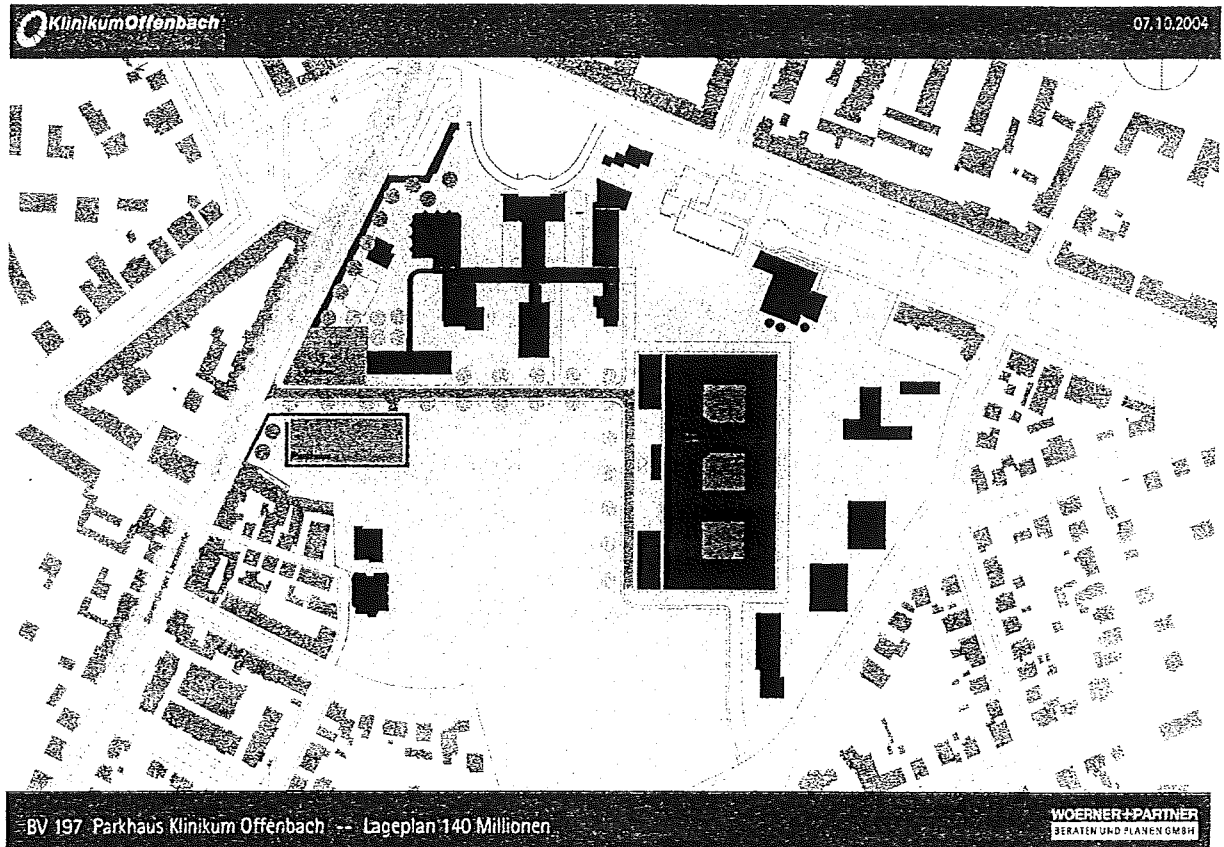 KlinikumOffenbach
07.10.2004
BV 197 Parkhaus Klinikum Offenbach -- Lageplan 140 Millionen
WOERNER+PARTNER
BERATEN UND PLANEN GMBH